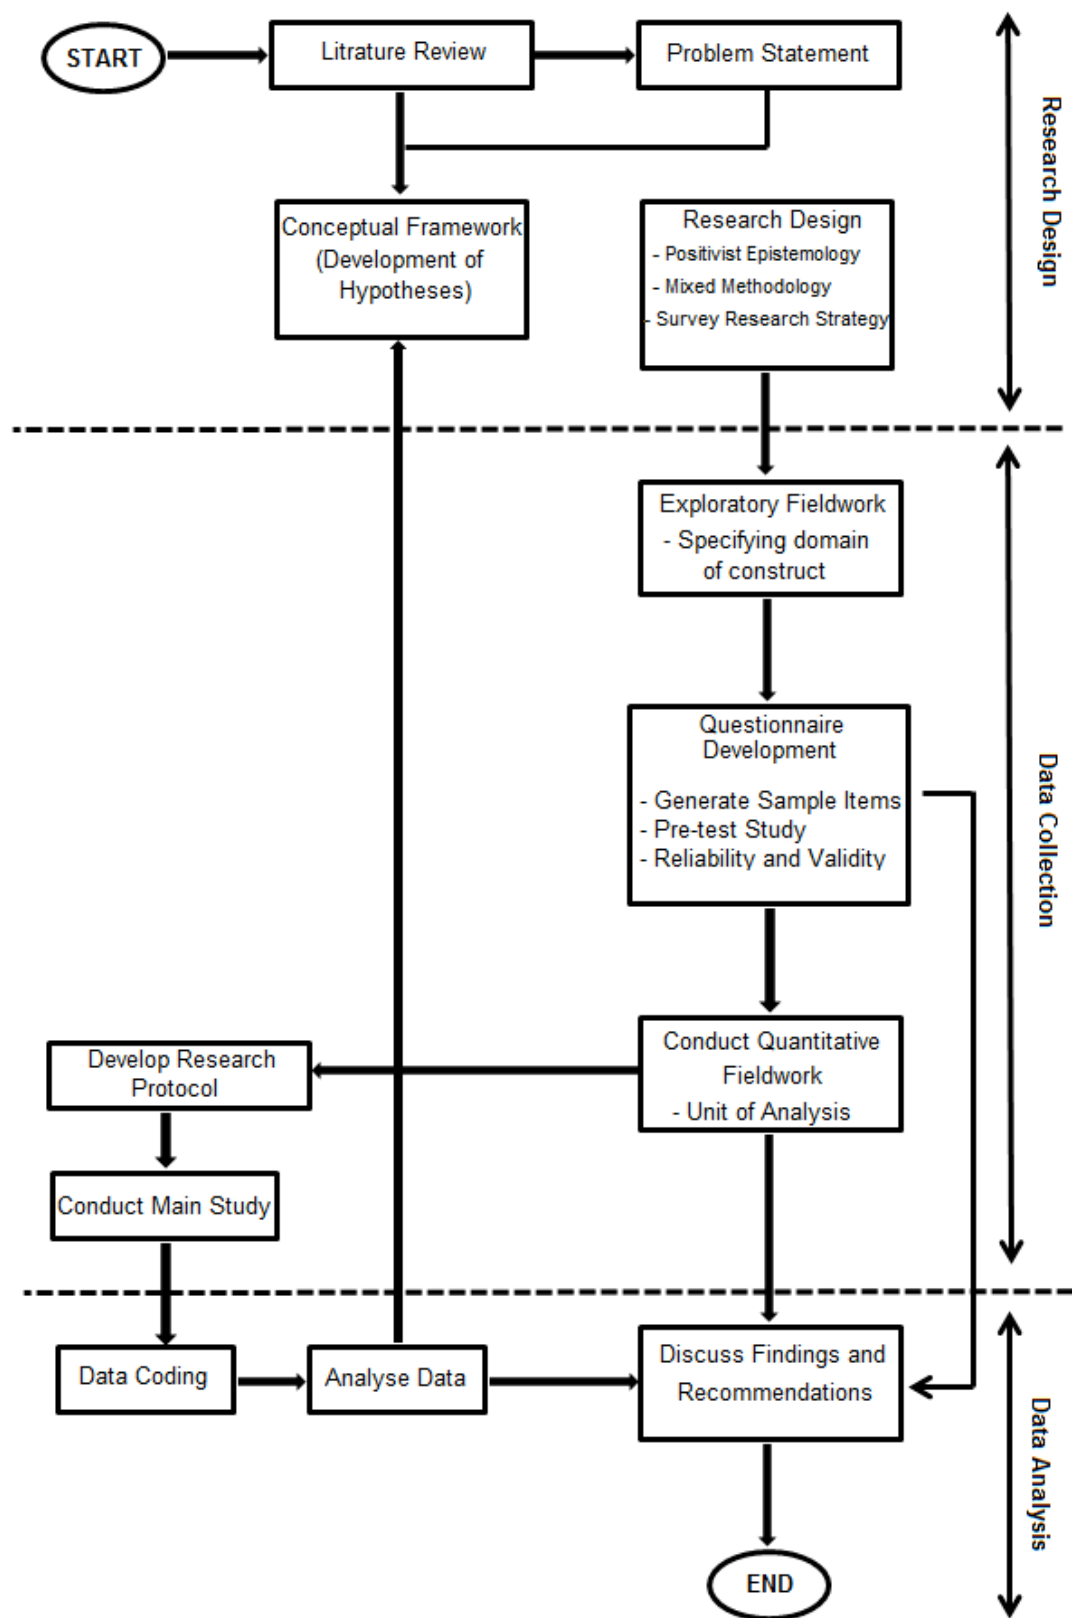 START
Litrature Review
Problem Statement
Research Design
Conceptual Framework
(Development of
Hypotheses)
Research Design
- Positivist Epistemology
- Mixed Methodology
- Survey Research Strategy
Exploratory Fieldwork
- Specifying domain
of construct
Questionnaire
Development
- Generate Sample Items
- Pre-test Study
- Reliability and Validity
Data Collection
Conduct Quantitative
Fieldwork
- Unit of Analysis
Develop Research
Protocol
Conduct Main Study
Data Coding
Analyse Data
Discuss Findings and
Recommendations
Data Analysis
END